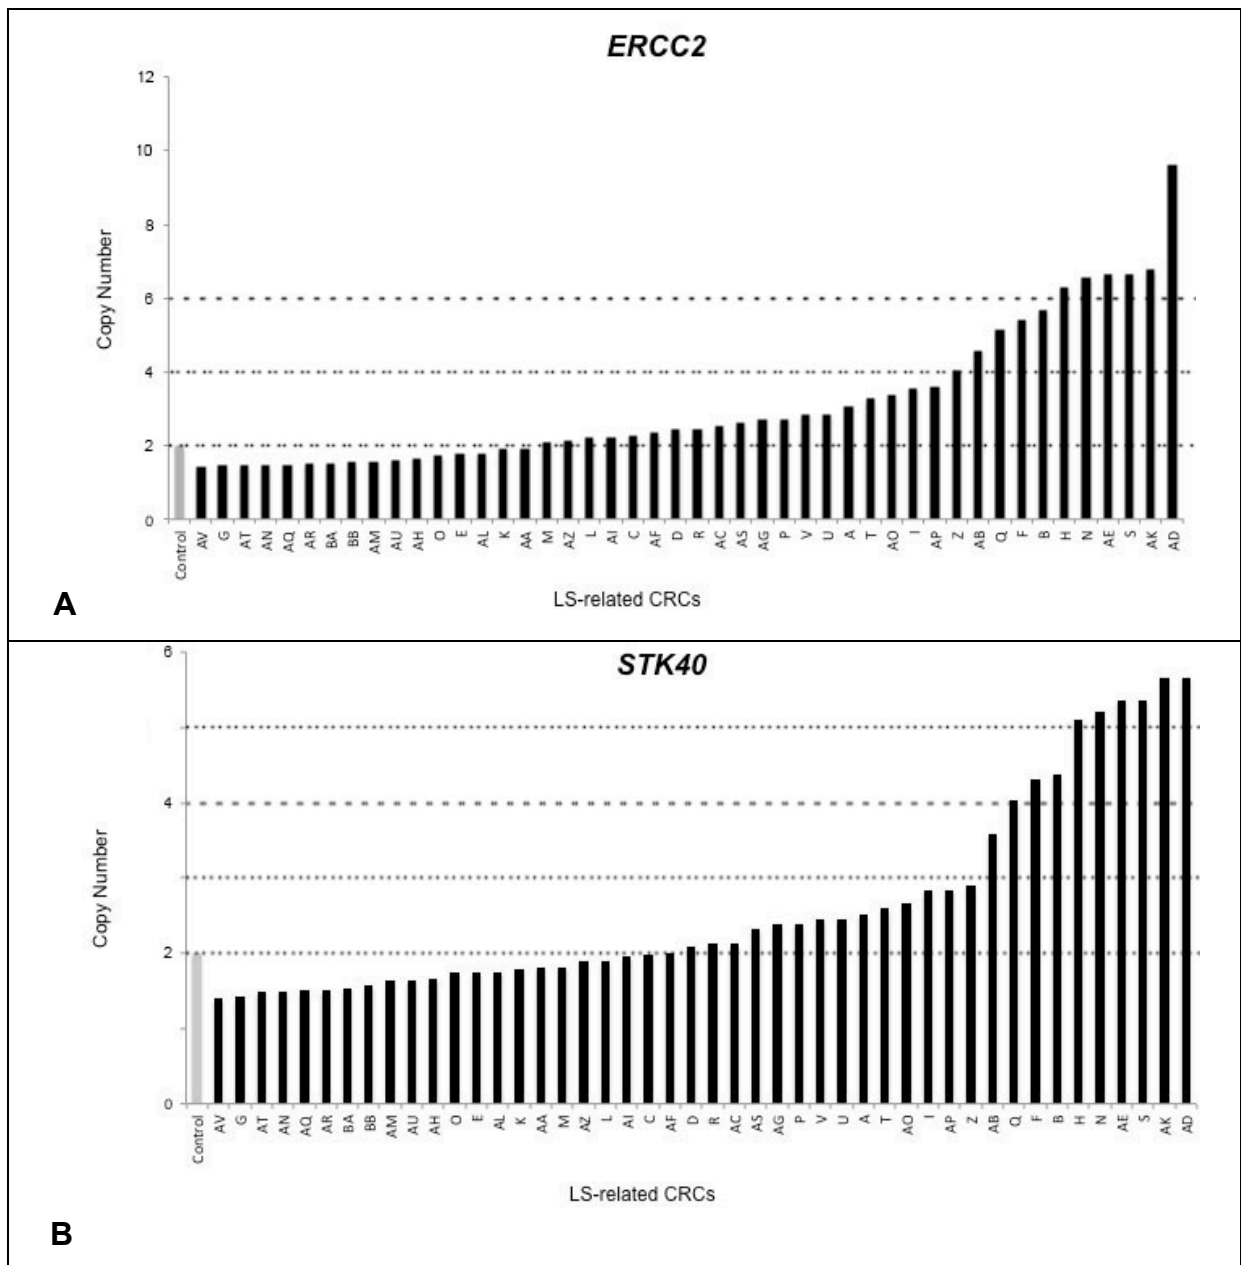 ERCC2
12
10
8
6
4
2
0
Copy Number
Control AV G AT AN AQ AR BA BB AM AU AH O E AL K AA M AZ L AI C AF D R AC AS AG P V U A T AO I AP Z AB Q F B H N AE S AK AD
LS-related CRCs
A
STK40
6
4
2
0
Copy Number
Control AV G AT AN AQ AR BA BB AM AU AH O E AL K AA M AZ L AI C AF D R AC AS AG P V U A T AO I AP Z AB Q F B H N AE S AK AD
LS-related CRCs
B